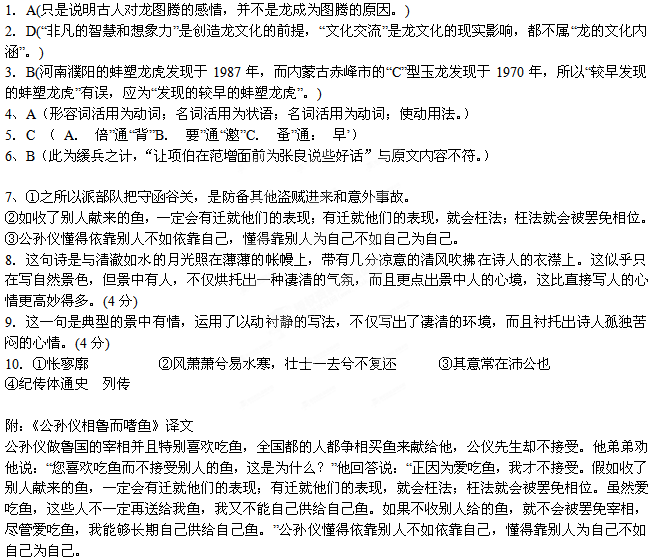 1．A(只是说明古人对龙图腾的感情，并不是龙成为图腾的原因。)
2．D(“非凡的智慧和想象力”是创造龙文化的前提，“文化交流”是龙文化的现实影响，都不属“龙的文化内
涵”。)
3．B(河南濮阳的蚌塑龙虎发现于 1987 年，而内蒙古赤峰市的“C”型玉龙发现于 1970 年，所以“较早发现
的蚌塑龙虎”有误，应为“发现的较早的蚌塑龙虎”。)
4、A（形容词活用为动词；名词活用为状语；名词活用为动词；使动用法。）
5．C （ A. 倍”通“背”B. 要”通“邀”C. 蚤”通： 早’）
6、B（此为缓兵之计，“让项伯在范增面前为张良说些好话”与原文内容不符。）
7、①之所以派部队把守函谷关，是防备其他盗贼进来和意外事故。
②如收了别人献来的鱼，一定会有迁就他们的表现；有迁就他们的表现，就会枉法；枉法就会被罢免相位。
③公孙仪懂得依靠别人不如依靠自己，懂得靠别人为自己不如自己为自己。
8．这句诗是与清澈如水的月光照在薄薄的帐幔上，带有几分凉意的清风吹拂在诗人的衣襟上。这似乎只
在写自然景色，但景中有人，不仅烘托出一种凄清的气氛，而且更点出景中人的心境，这比直接写人的心
情更高妙得多。(4 分)
9．这一句是典型的景中有情，运用了以动衬静的写法，不仅写出了凄清的环境，而且衬托出诗人孤独苦
闷的心情。(4 分)
10．①怅寥廓 ②风萧萧兮易水寒，壮士一去兮不复还 ③其意常在沛公也
④纪传体通史 列传
附：《公孙仪相鲁而嗜鱼》译文
公孙仪做鲁国的宰相并且特别喜欢吃鱼，全国都的人都争相买鱼来献给他，公仪先生却不接受。他弟弟劝
他说：“您喜欢吃鱼而不接受别人的鱼，这是为什么？”他回答说：“正因为爱吃鱼，我才不接受。假如收了
别人献来的鱼，一定会有迁就他们的表现；有迁就他们的表现，就会枉法；枉法就会被罢免相位。虽然爱
吃鱼，这些人不一定再送给我鱼，我又不能自己供给自己鱼。如果不收别人给的鱼，就不会被罢免宰相，
尽管爱吃鱼，我能够长期自己供给自己鱼。”公孙仪懂得依靠别人不如依靠自己，懂得靠别人为自己不如
自己为自己。